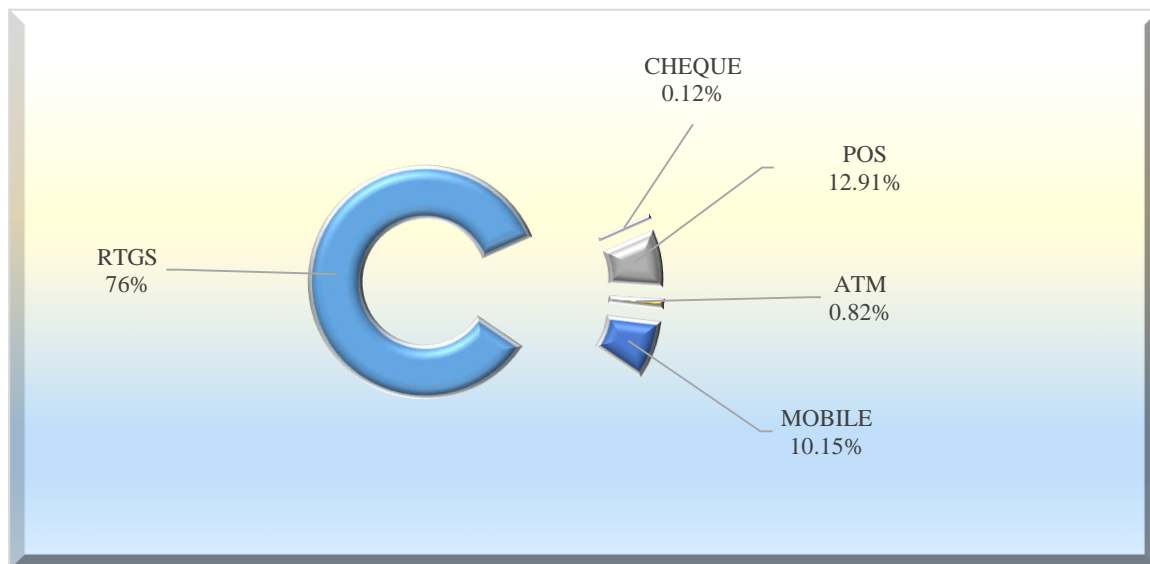 CHEQUE
0.12%
POS
12.91%
RTGS
76%
ATM
0.82%
MOBILE
10.15%